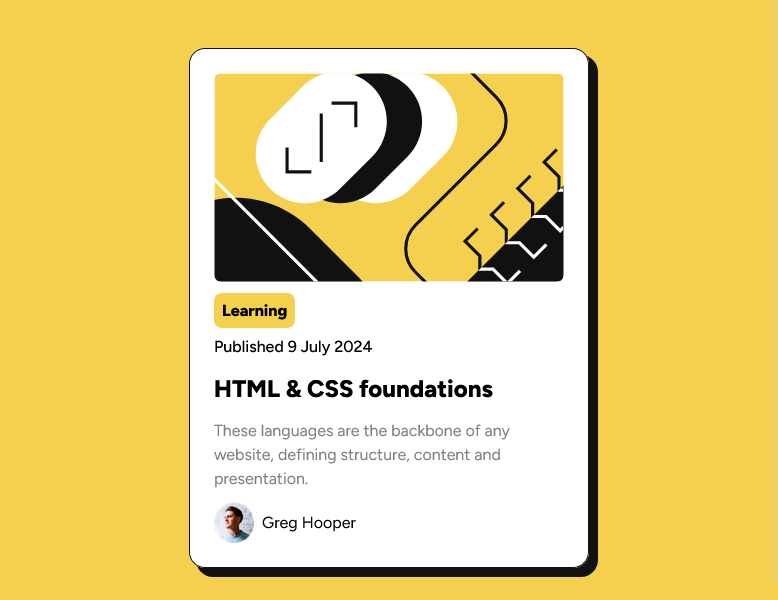 Learning
Published 9 July 2024
HTML & CSS foundations
These languages are the backbone of any
website, defining structure, content and
presentation.
Greg Hooper